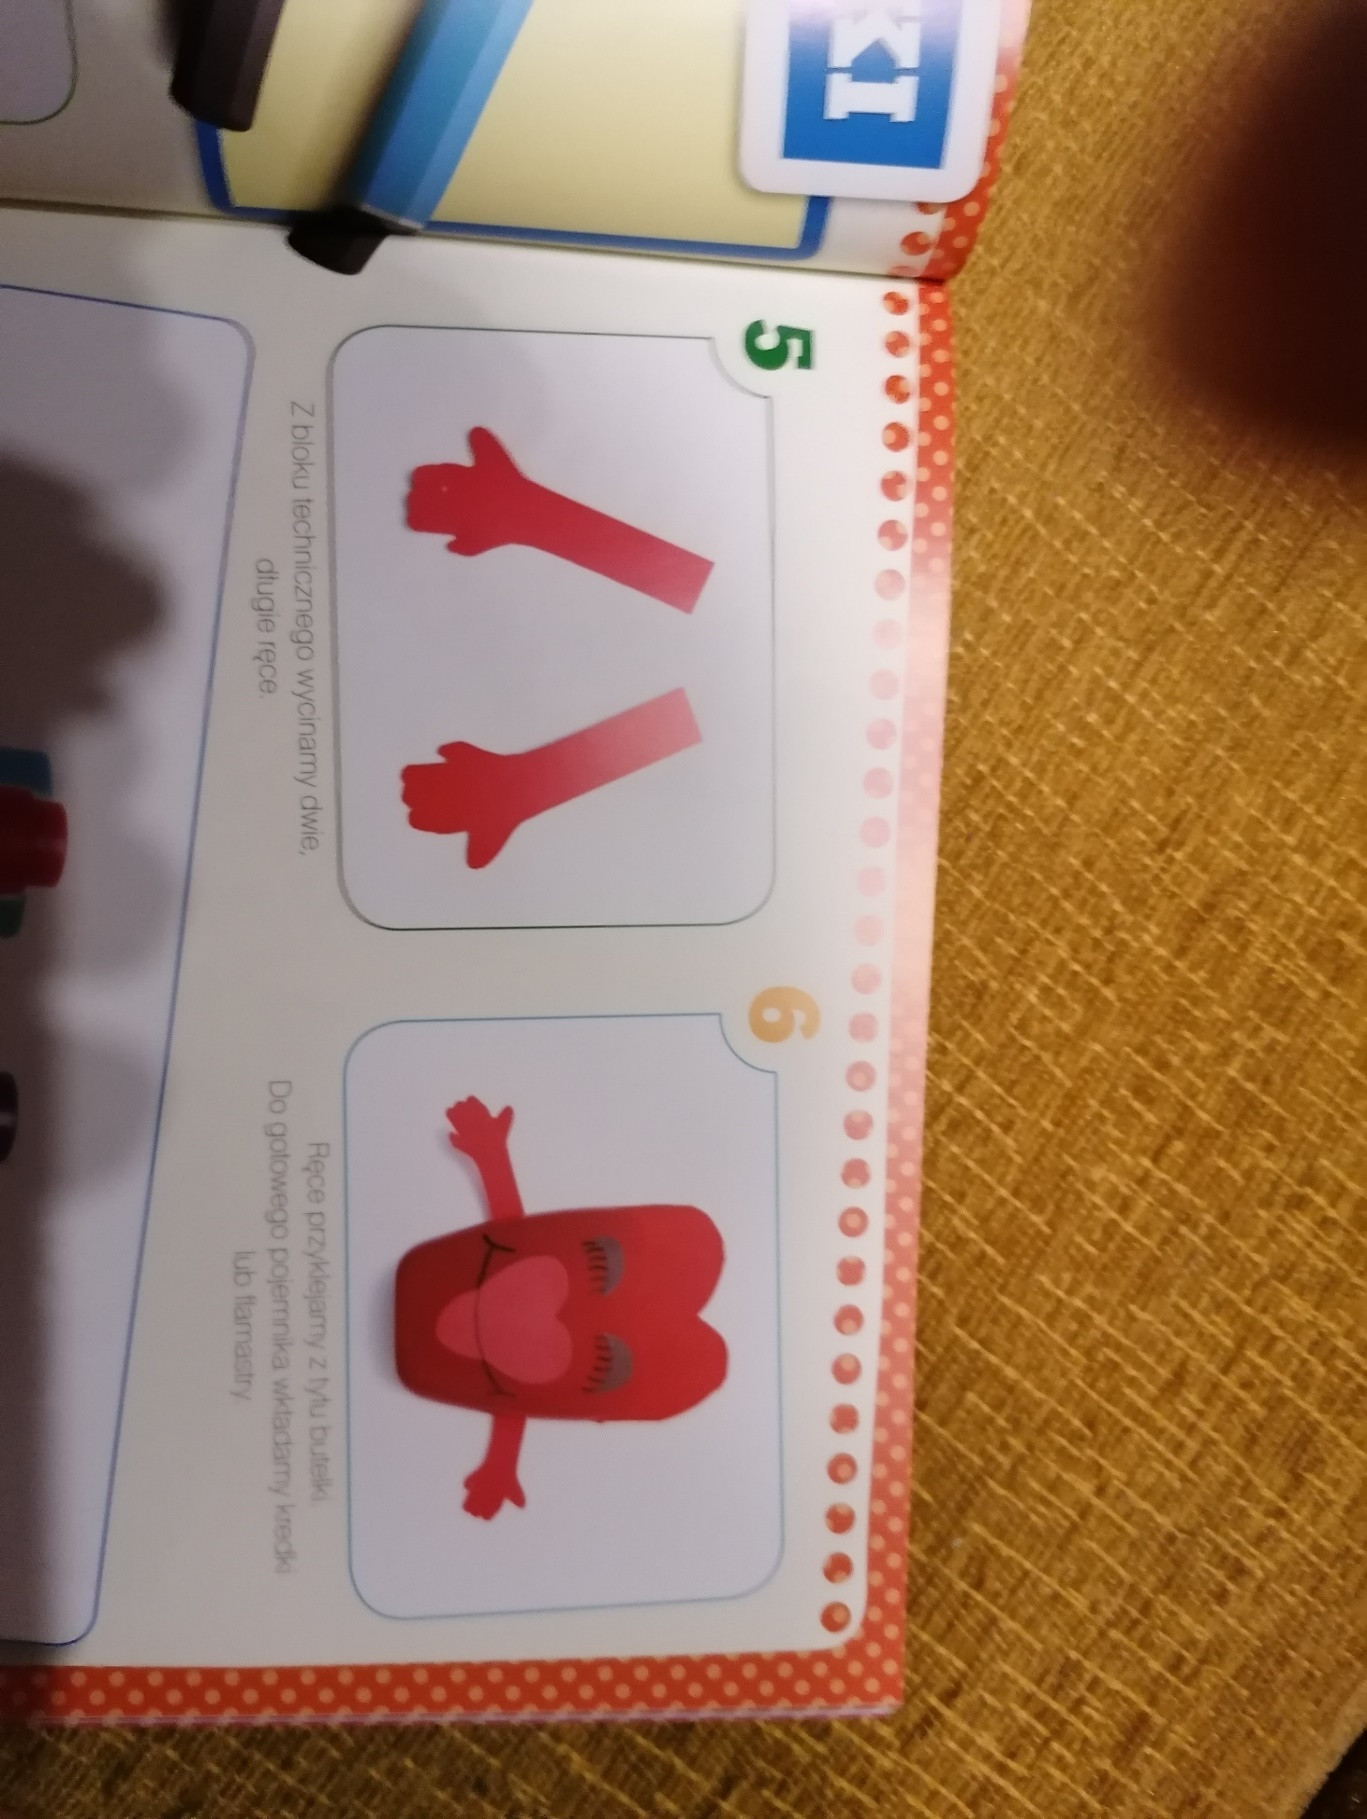 KI
5
Z bloku technicznego wycinamy dwie,
długie ręce.
6
Ręce przyklejamy z tyłu butelki.
Do gotowego pojemnika wkładamy kredki
lub flamastry.